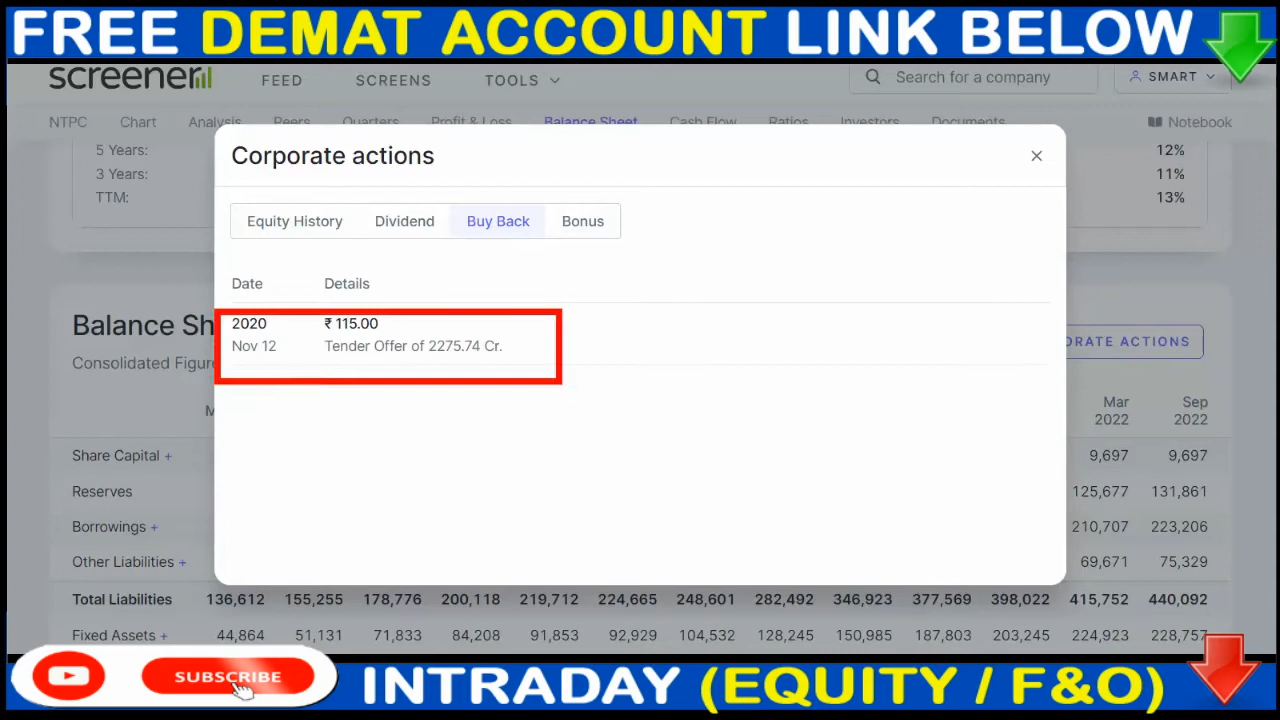 FREE DEMAT ACCOUNT LINK BELOW
screener FEED SCREENS TOOLS Search for a company SMART
NTPC Chart Analysis Peers Quarters Profit & Loss Balance Sheet Cash Flow Ratios Investors Documents Notebook
5 Years: 12%
3 Years: 11%
TTM: 13%
Corporate actions ×
Equity History Dividend Buy Back Bonus
Date Details
2020 ₹ 115.00
Nov 12 Tender Offer of 2275.74 Cr.
Balance Sh
Consolidated Figur
ORATE ACTIONS
M Mar Sep
2022 2022
Share Capital + 9,697 9,697
Reserves 125,677 131,861
Borrowings + 210,707 223,206
Other Liabilities + 69,671 75,329
Total Liabilities 136,612 155,255 178,776 200,118 219,712 224,665 248,601 282,492 346,923 377,569 398,022 415,752 440,092
Fixed Assets + 44,864 51,131 71,833 84,208 91,853 92,929 104,532 128,245 150,985 187,803 203,245 224,923 228,757
SUBSCRIBE
INTRADAY (EQUITY / F&O)